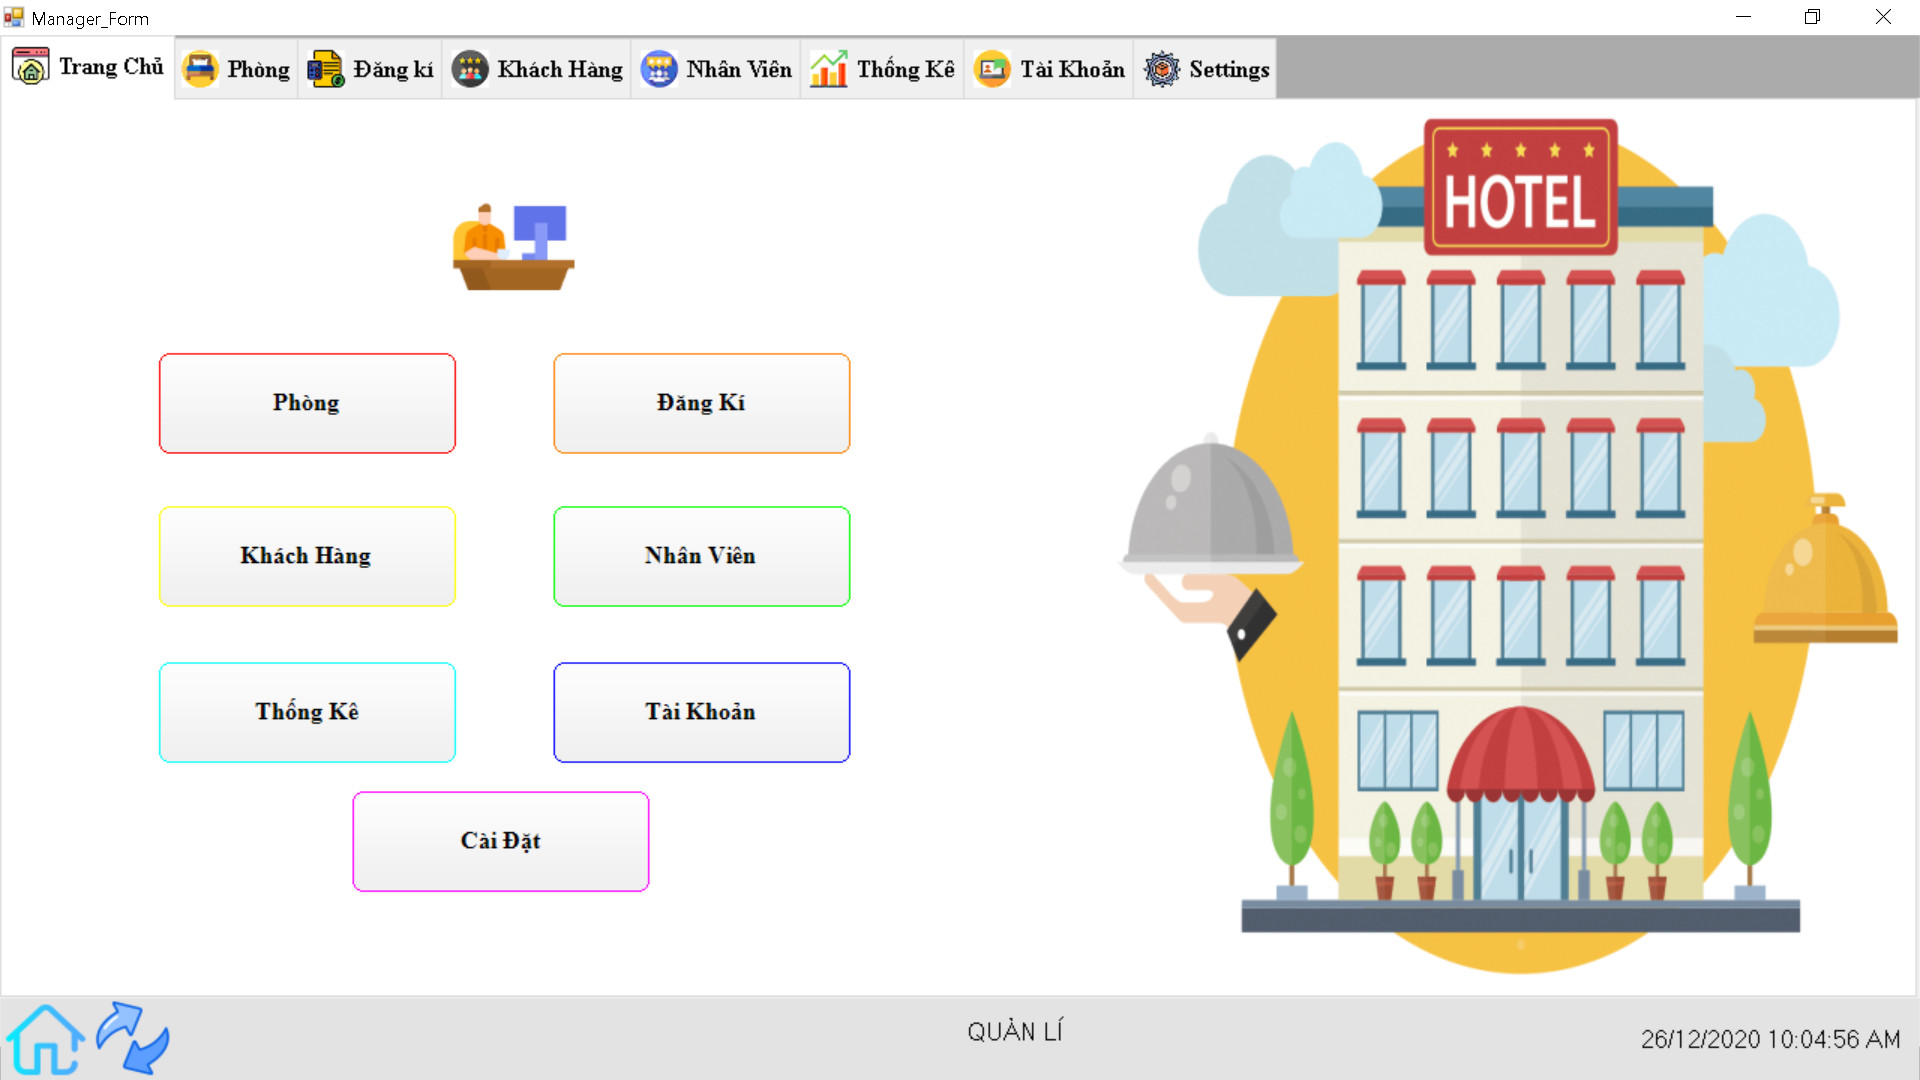 Manager_Form
Trang Chủ Phòng Đăng kí Khách Hàng Nhân Viên Thống Kê Tài Khoản Settings
HOTEL
Phòng Đăng Kí
Khách Hàng Nhân Viên
Thống Kê Tài Khoản
Cài Đặt
QUẢN LÍ
26/12/2020 10:04:56 AM